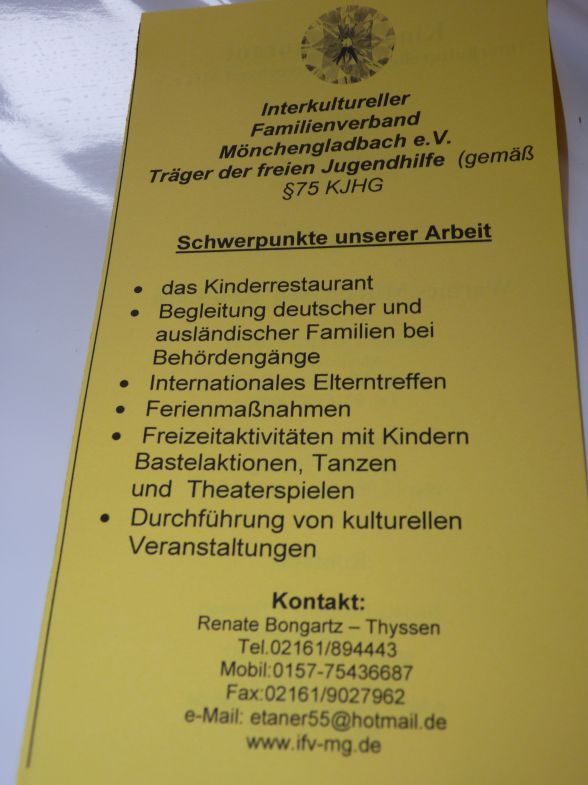 Interkultureller
Familienverband
Mönchengladbach e.V.
Träger der freien Jugendhilfe (gemäß
§75 KJHG
Schwerpunkte unserer Arbeit
• das Kinderrestaurant
• Begleitung deutscher und
ausländischer Familien bei
Behördengänge
• Internationales Elterntreffen
• Ferienmaßnahmen
• Freizeitaktivitäten mit Kindern
Bastelaktionen, Tanzen
und Theaterspielen
• Durchführung von kulturellen
Veranstaltungen
Kontakt:
Renate Bongartz – Thyssen
Tel.02161/894443
Mobil:0157-75436687
Fax:02161/9027962
e-Mail: etaner55@hotmail.de
www.ifv-mg.de